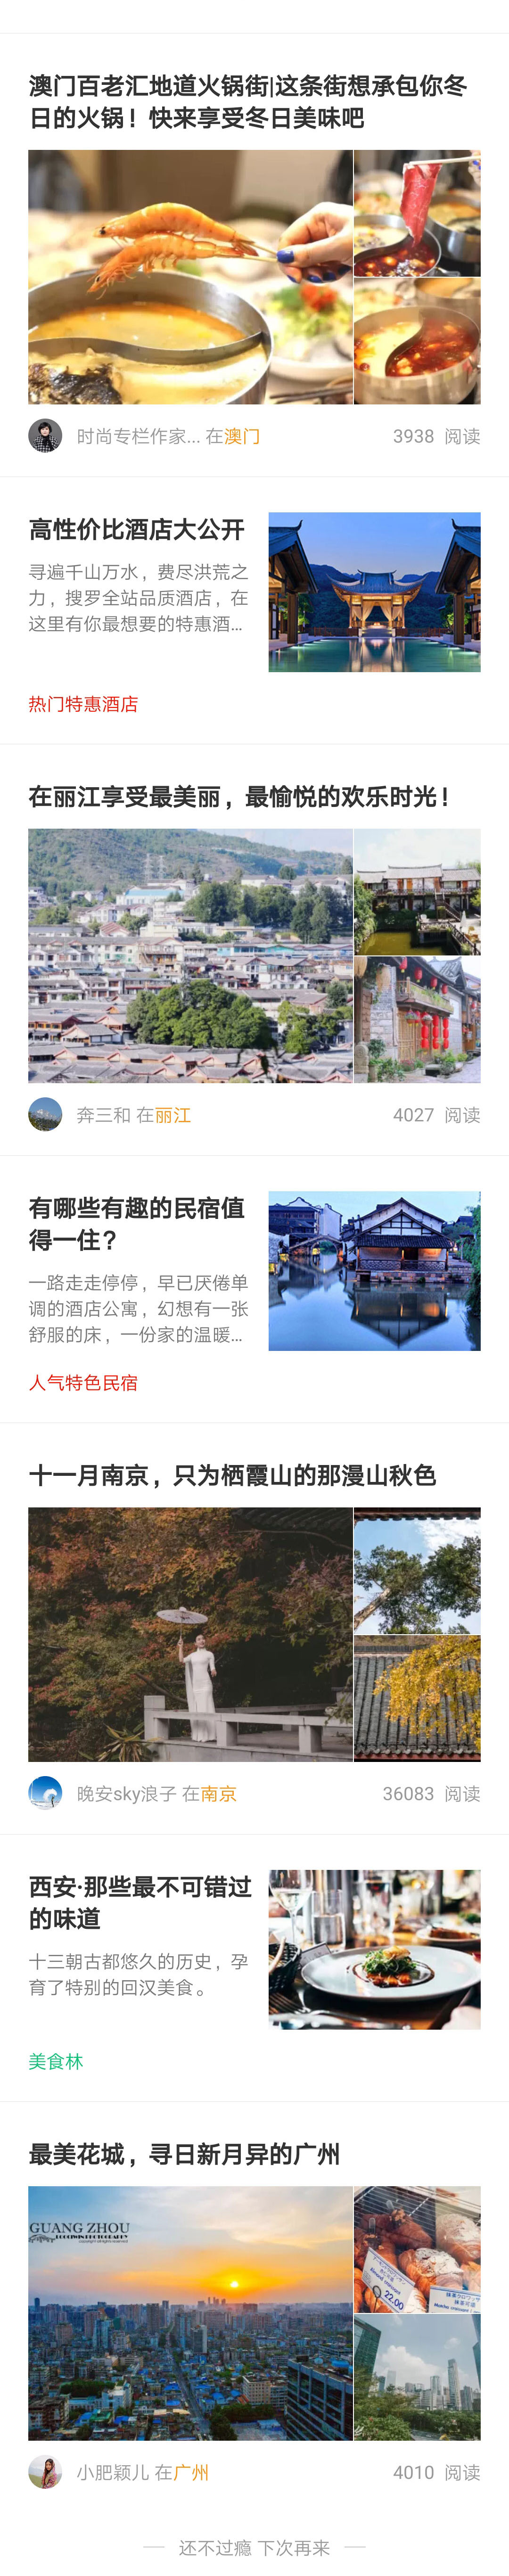 澳门百老汇地道火锅街|这条街想承包你冬
日的火锅！快来享受冬日美味吧
时尚专栏作家... 在澳门
3938 阅读
高性价比酒店大公开
寻遍千山万水，费尽洪荒之
力，搜罗全站品质酒店，在
这里有你最想要的特惠酒...
热门特惠酒店
在丽江享受最美丽，最愉悦的欢乐时光！
奔三和 在丽江
4027 阅读
有哪些有趣的民宿值
得一住？
一路走走停停，早已厌倦单
调的酒店公寓，幻想有一张
舒服的床，一份家的温暖...
人气特色民宿
十一月南京，只为栖霞山的那漫山秋色
晚安sky浪子 在南京
36083 阅读
西安·那些最不可错过
的味道
十三朝古都悠久的历史，孕
育了特别的回汉美食。
美食林
最美花城，寻日新月异的广州
GUANG ZHOU
22.00
小肥颖儿 在广州
4010 阅读
还不过瘾 下次再来